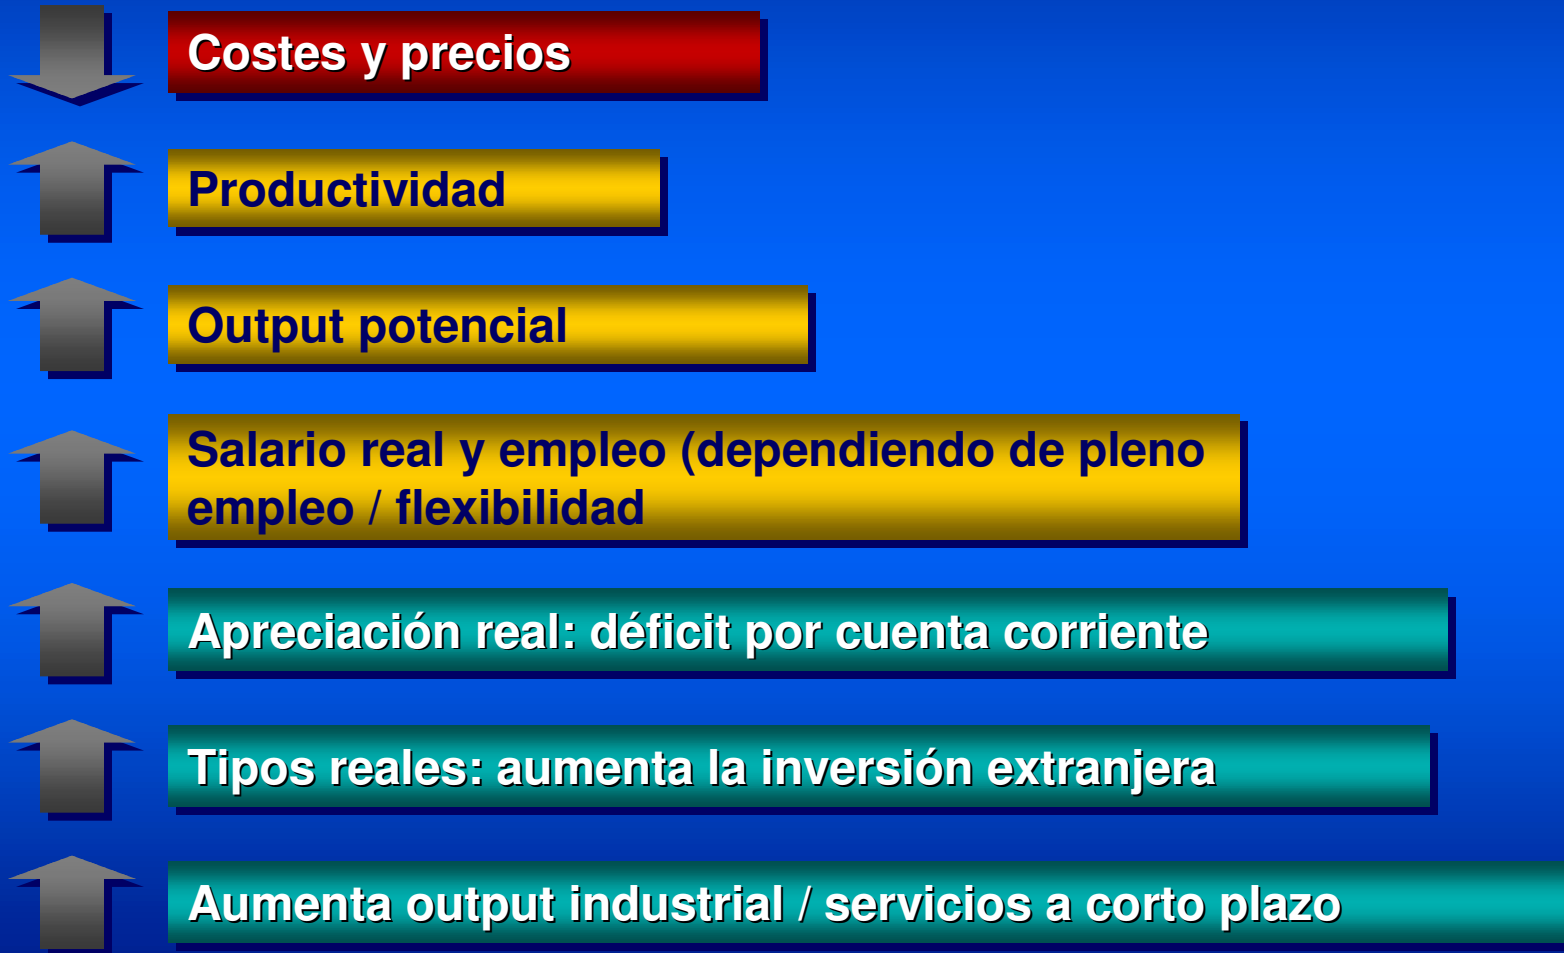 Costes y precios
Productividad
Output potencial
Salario real y empleo (dependiendo de pleno
empleo / flexibilidad
Apreciación real: déficit por cuenta corriente
Tipos reales: aumenta la inversión extranjera
Aumenta output industrial / servicios a corto plazo